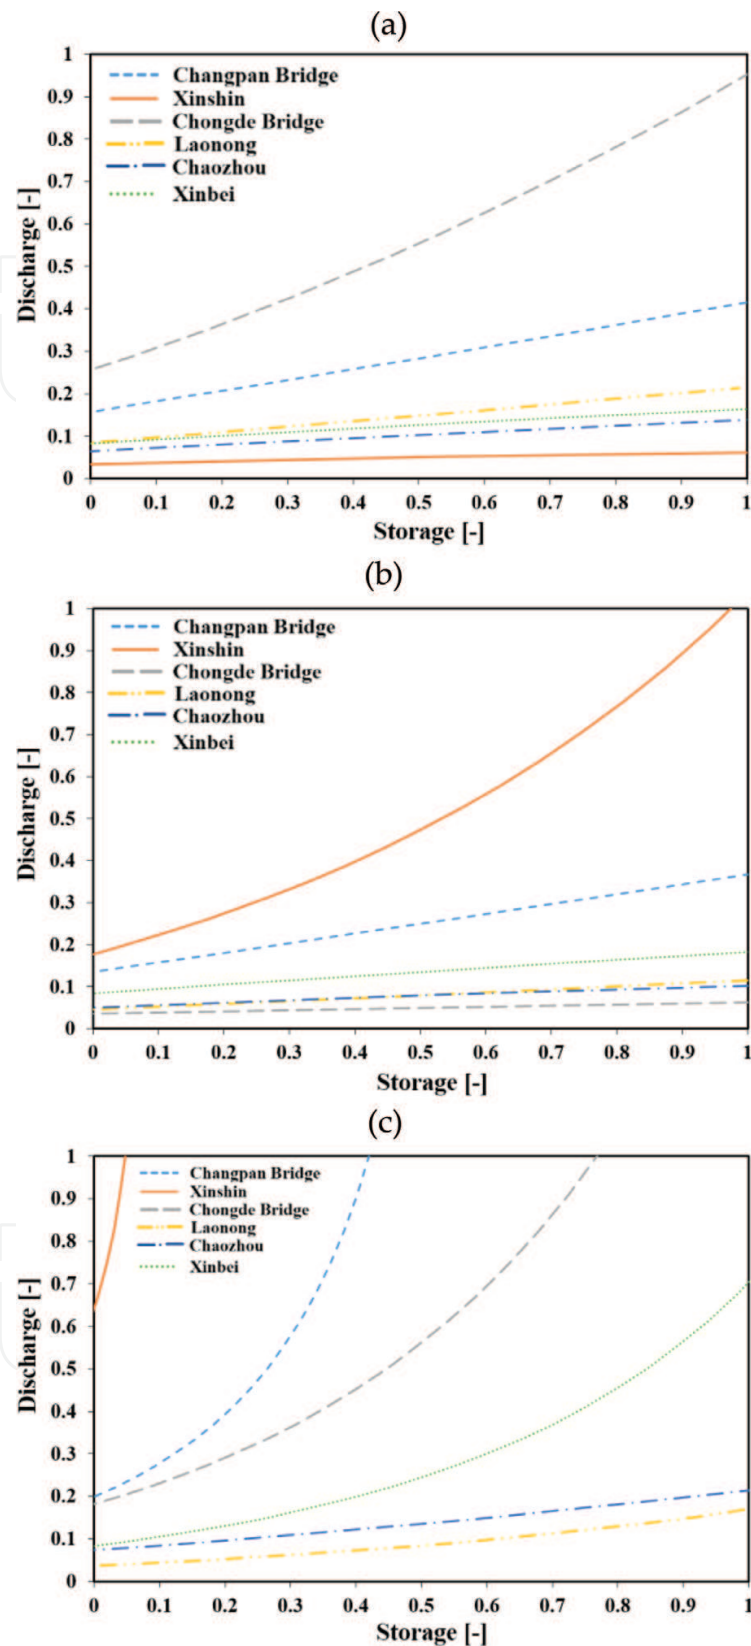 (a)
1
0.9
0.8
0.7
0.6
0.5
0.4
0.3
0.2
0.1
0
Discharge [-]
Changpan Bridge
Xinshin
Chongde Bridge
Laonong
Chaozhou
Xinbei
0 0.1 0.2 0.3 0.4 0.5 0.6 0.7 0.8 0.9 1
Storage [-]
(b)
1
0.9
0.8
0.7
0.6
0.5
0.4
0.3
0.2
0.1
0
Discharge [-]
Changpan Bridge
Xinshin
Chongde Bridge
Laonong
Chaozhou
Xinbei
0 0.1 0.2 0.3 0.4 0.5 0.6 0.7 0.8 0.9 1
Storage [-]
(c)
1
0.9
0.8
0.7
0.6
0.5
0.4
0.3
0.2
0.1
0
Discharge [-]
Changpan Bridge
Xinshin
Chongde Bridge
Laonong
Chaozhou
Xinbei
0 0.1 0.2 0.3 0.4 0.5 0.6 0.7 0.8 0.9 1
Storage [-]